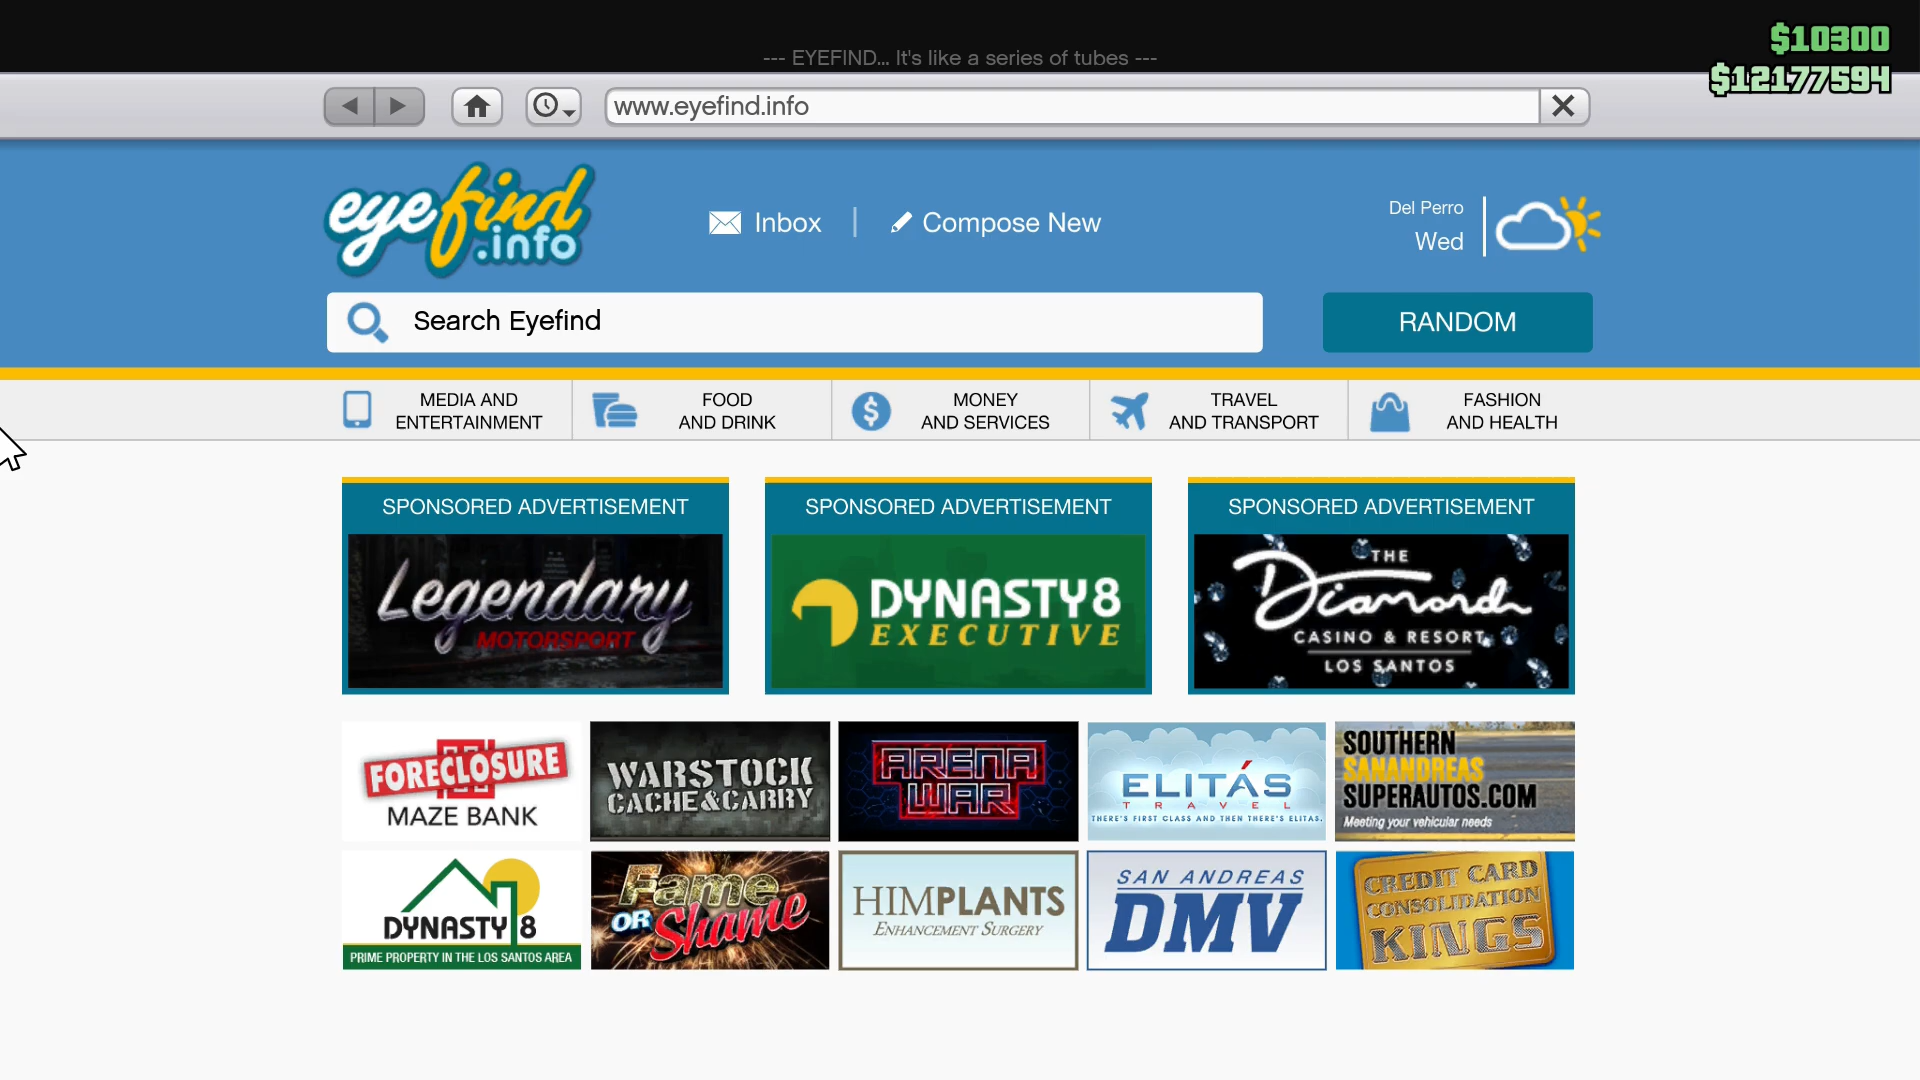 $10300
--- EYEFIND... It's like a series of tubes ---
$12177594
www.eyefind.info
eyefind
.info
Inbox
Compose New
Del Perro
Wed
Search Eyefind
RANDOM
MEDIA AND
ENTERTAINMENT
FOOD
AND DRINK
MONEY
AND SERVICES
TRAVEL
AND TRANSPORT
FASHION
AND HEALTH
SPONSORED ADVERTISEMENT
Legendary
MOTORSPORT
SPONSORED ADVERTISEMENT
DYNASTY 8
EXECUTIVE
SPONSORED ADVERTISEMENT
THE
Diamond
CASINO & RESORT
LOS SANTOS
FORECLOSURE
MAZE BANK
WARSTOCK
CACHE&CARRY
ARENA
WAR
ELITÁS
TRAVEL
THERE'S FIRST CLASS AND THEN THERE'S ELITAS.
SOUTHERN
SANANDREAS
SUPERAUTOS.COM
Meeting your vehicular needs
DYNASTY 8
PRIME PROPERTY IN THE LOS SANTOS AREA
Fame
OR Shame
HIMPLANTS
ENHANCEMENT SURGERY
SAN ANDREAS
DMV
CREDIT CARD
CONSOLIDATION
KINGS